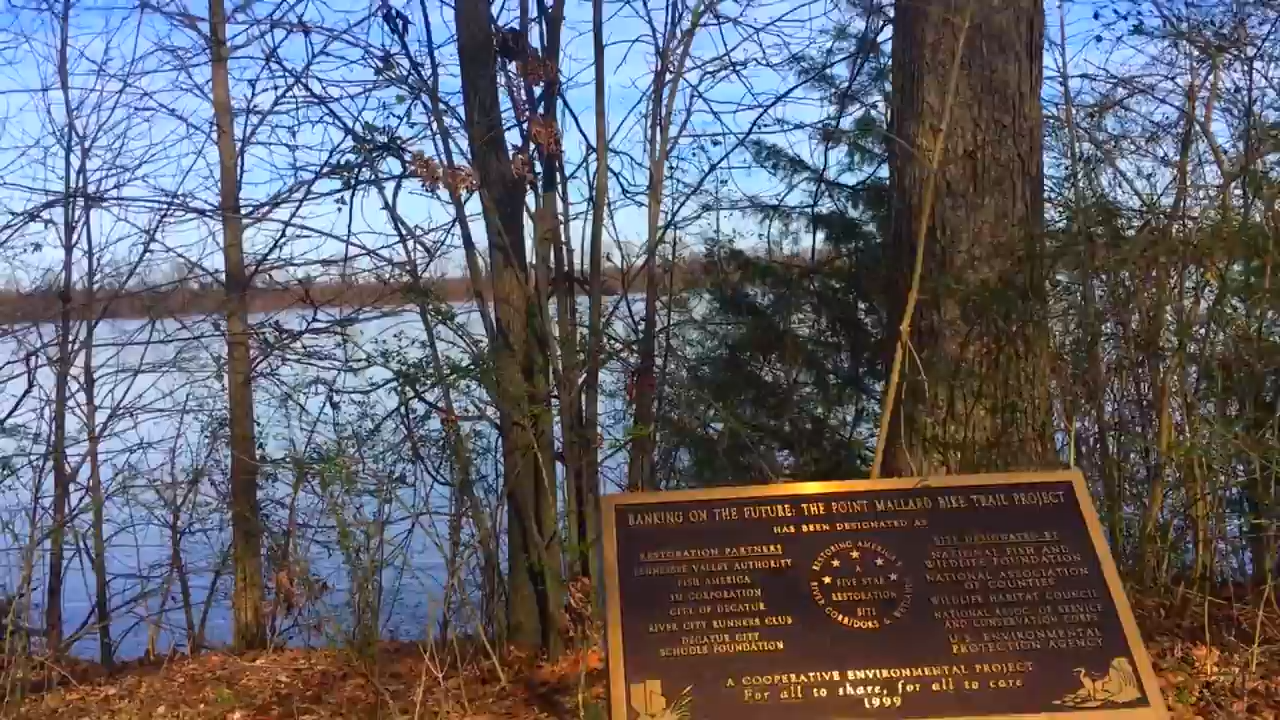 BANKING ON THE FUTURE: THE POINT MALLARD BIKE TRAIL PROJECT
HAS BEEN DESIGNATED AS
RESTORATION PARTNERS
TENNESSEE VALLEY AUTHORITY
FISH AMERICA
CITY OF DECATUR
RIVER CITY RUNNERS CLUB
DECATUR CITY
SCHOOLS FOUNDATION
RESTORING AMERICA'S
A
FIVE STAR
RESTORATION
SITE
RIVER CORRIDORS &
SITE DESIGNATED BY
NATIONAL FISH AND
WILDLIFE FOUNDATION
NATIONAL ASSOCIATION
OF COUNTIES
WILDLIFE HABITAT COUNCIL
NATIONAL ASSOC. OF SERVICE
AND CONSERVATION CORPS
U.S. ENVIRONMENTAL
PROTECTION AGENCY
A COOPERATIVE ENVIRONMENTAL PROJECT
For all to share, for all to care
1999